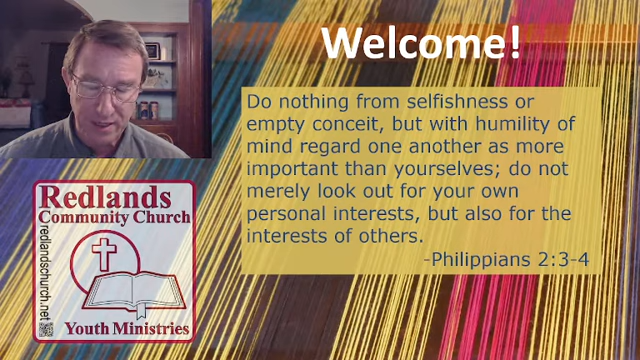 Welcome!
Do nothing from selfishness or
empty conceit, but with humility of
mind regard one another as more
important than yourselves; do not
merely look out for your own
personal interests, but also for the
interests of others.
-Philippians 2:3-4
Redlands
Community Church
redlandschurch.net
Youth Ministries